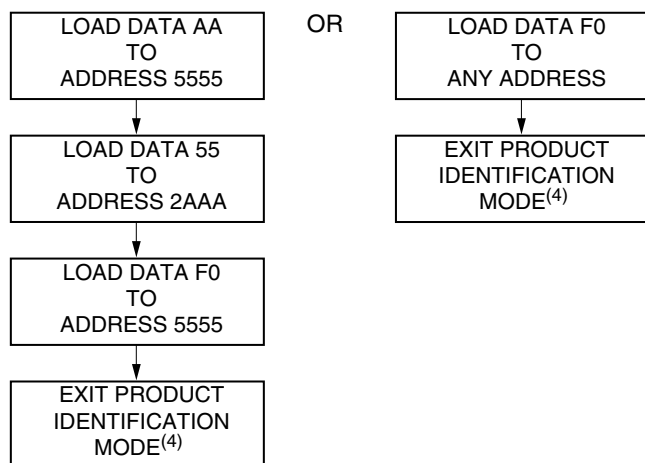 LOAD DATA AA
TO
ADDRESS 5555
LOAD DATA 55
TO
ADDRESS 2AAA
LOAD DATA F0
TO
ADDRESS 5555
EXIT PRODUCT
IDENTIFICATION
MODE(4)
OR
LOAD DATA F0
TO
ANY ADDRESS
EXIT PRODUCT
IDENTIFICATION
MODE(4)